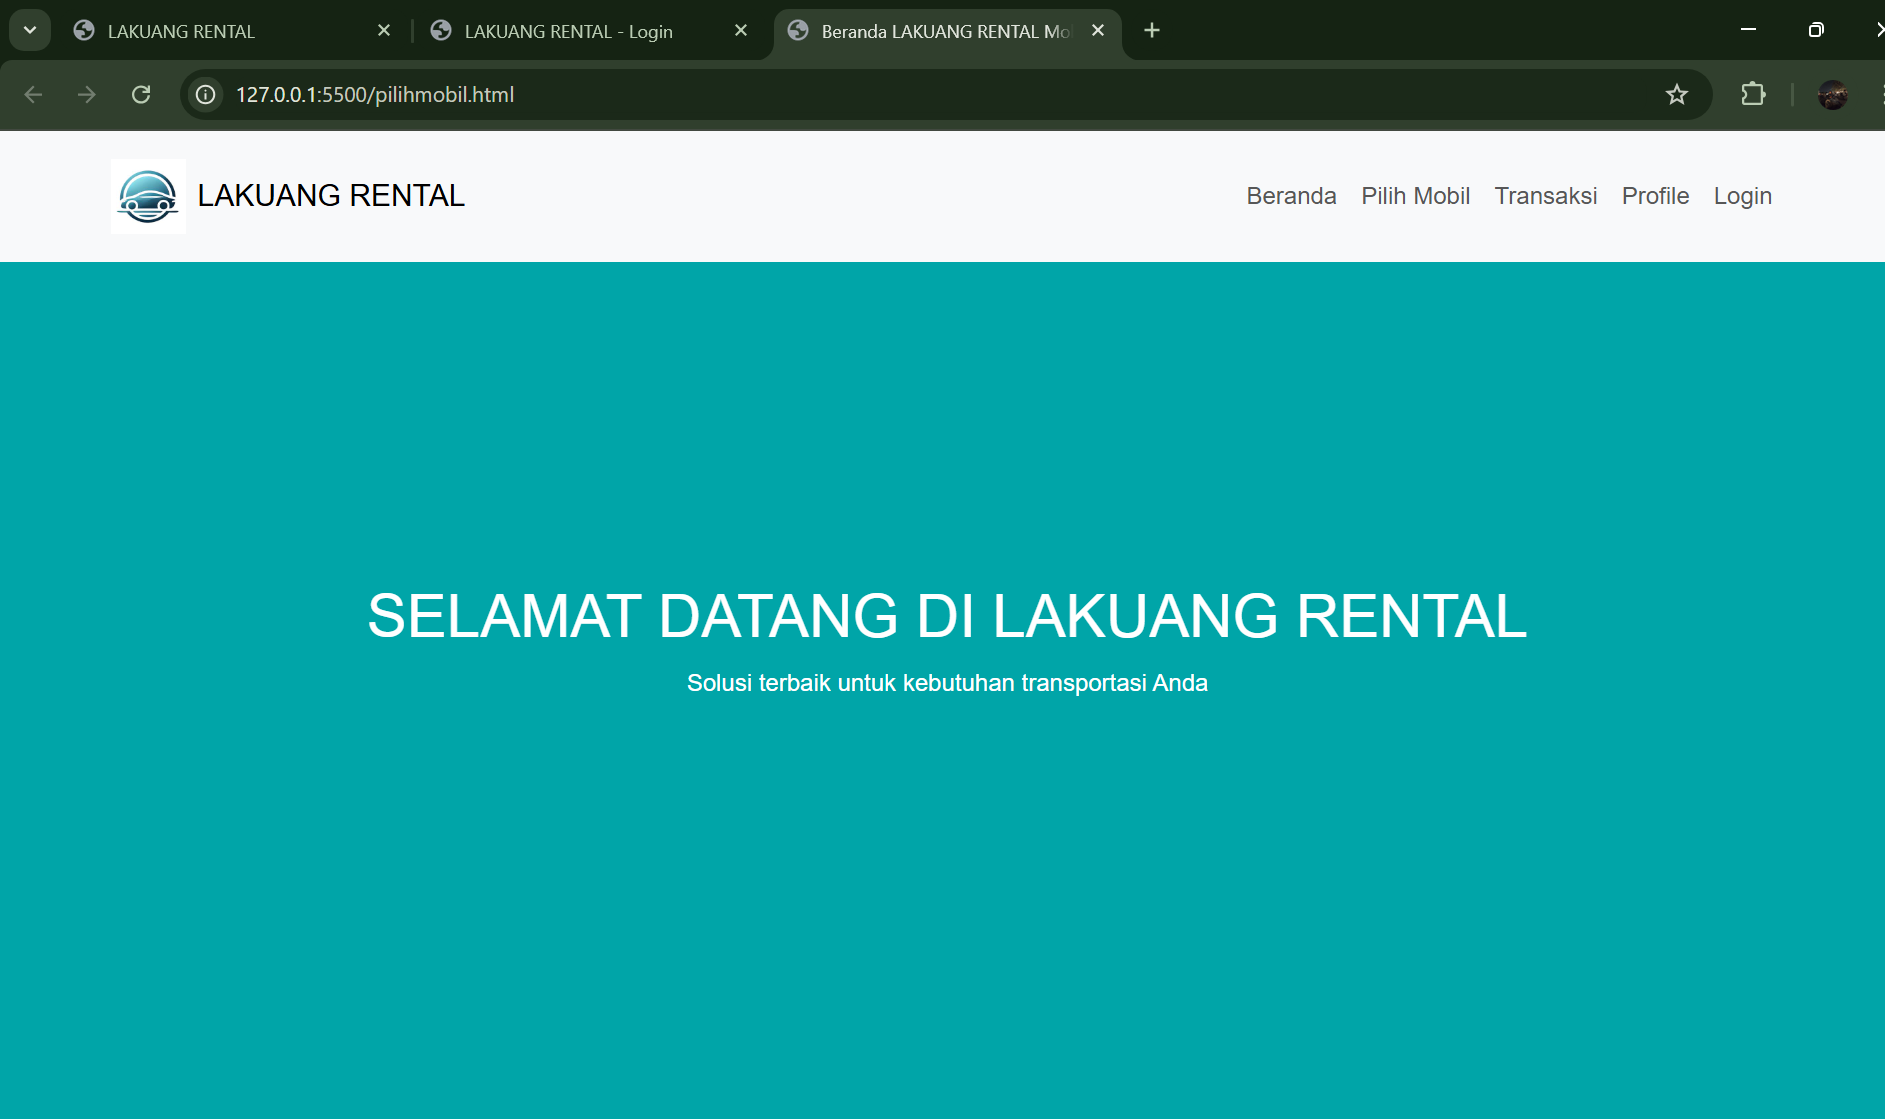 LAKUANG RENTAL
LAKUANG RENTAL - Login
Beranda LAKUANG RENTAL Mo
127.0.0.1:5500/pilihmobil.html
LAKUANG RENTAL
Beranda
Pilih Mobil
Transaksi
Profile
Login
SELAMAT DATANG DI LAKUANG RENTAL
Solusi terbaik untuk kebutuhan transportasi Anda